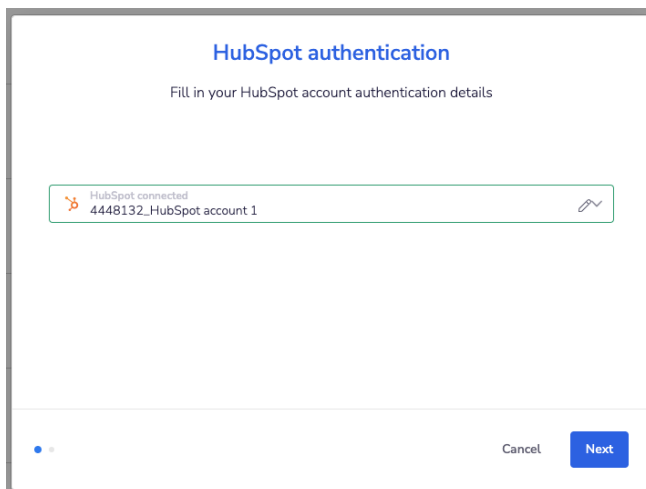 HubSpot authentication
Fill in your HubSpot account authentication details
HubSpot connected
4448132_HubSpot account 1
Cancel
Next